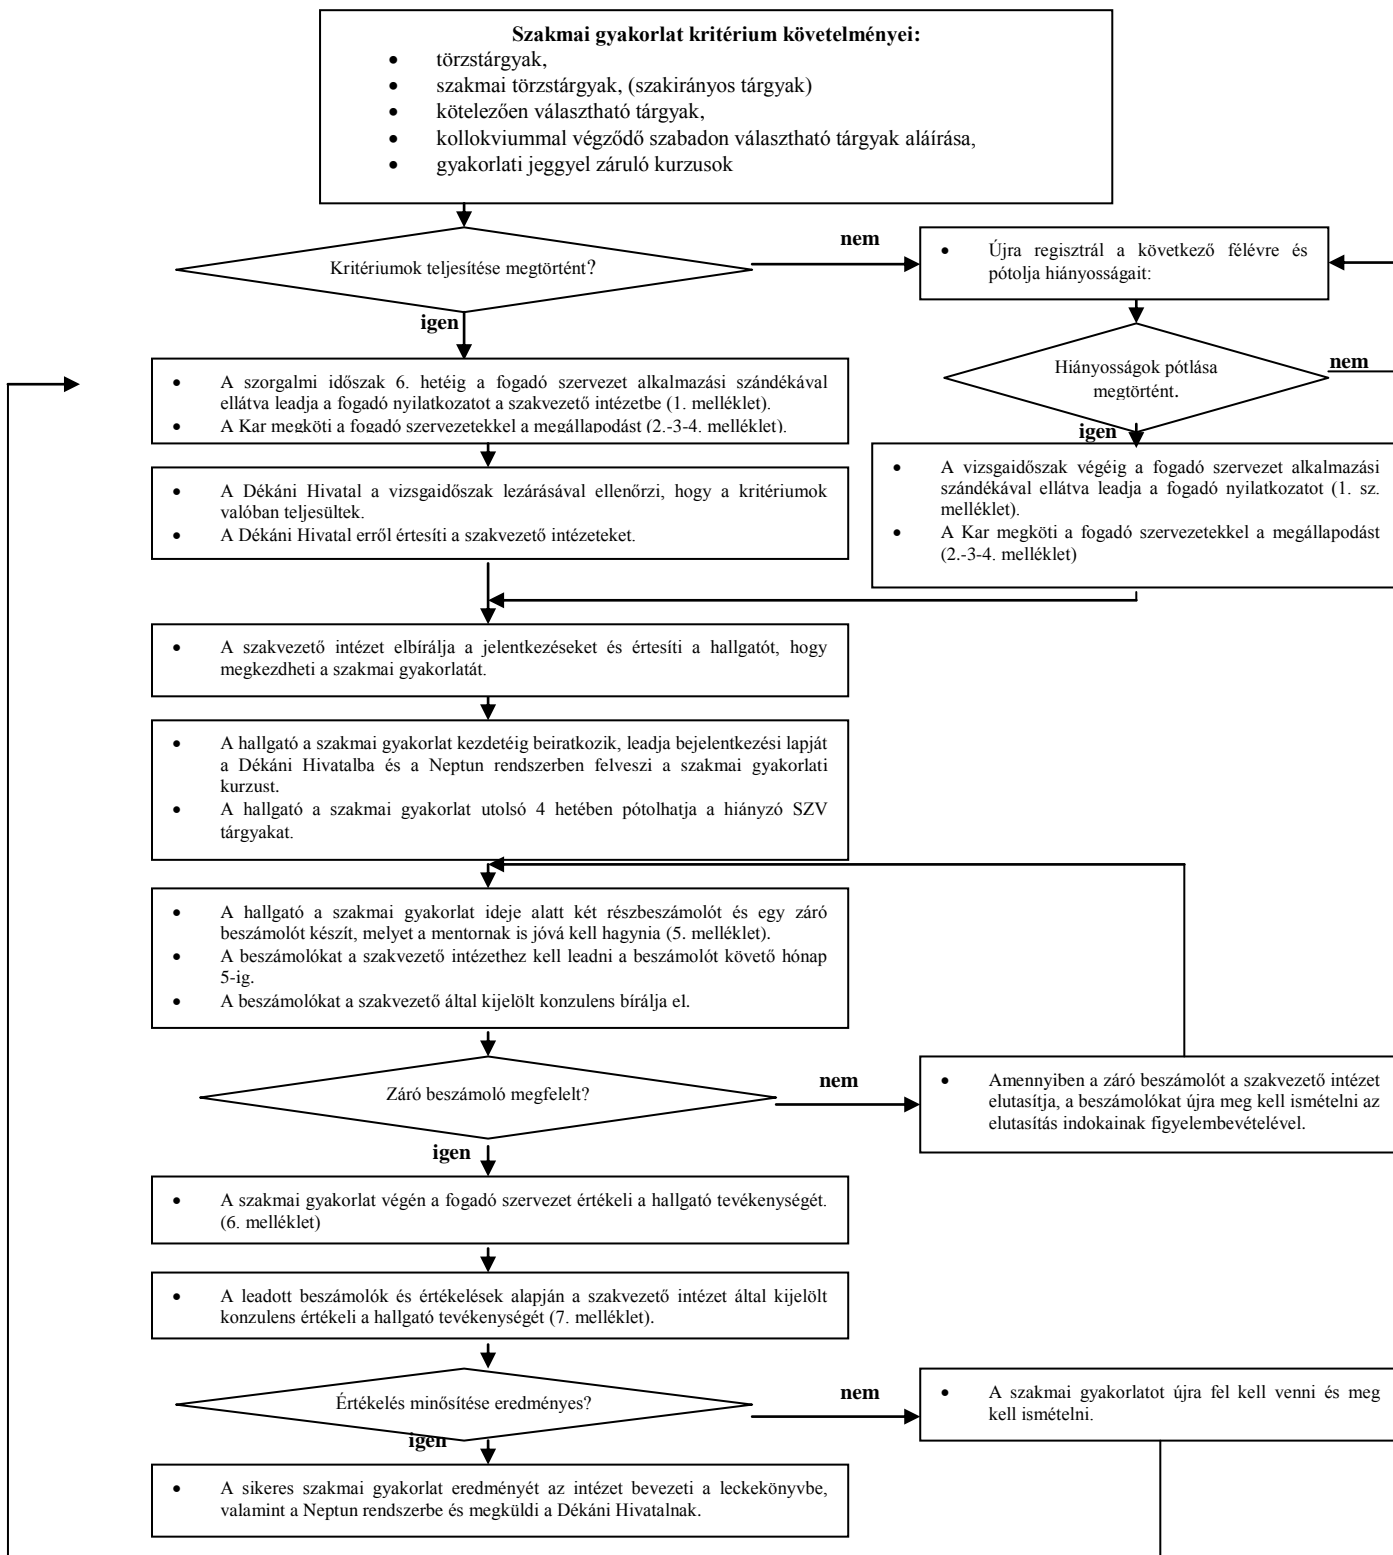 Szakmai gyakorlat kritérium követelményei:
• törzstárgyak,
• szakmai törzstárgyak, (szakirányos tárgyak)
• kötelezően választható tárgyak,
• kollokviummal végződő szabadon választható tárgyak aláírása,
• gyakorlati jeggyel záruló kurzusok
Kritériumok teljesítése megtörtént?
nem
• Újra regisztrál a következő félévre és
pótolja hiányosságait:
igen
Hiányosságok pótlása
megtörtént.
nem
igen
• A szorgalmi időszak 6. hetéig a fogadó szervezet alkalmazási szándékával
ellátva leadja a fogadó nyilatkozatot a szakvezető intézetbe (1. melléklet).
• A Kar megköti a fogadó szervezetekkel a megállapodást (2.-3-4. melléklet).
• A vizsgaidőszak végéig a fogadó szervezet alkalmazási
szándékával ellátva leadja a fogadó nyilatkozatot (1. sz.
melléklet).
• A Kar megköti a fogadó szervezetekkel a megállapodást
(2.-3-4. melléklet)
• A Dékáni Hivatal a vizsgaidőszak lezárásával ellenőrzi, hogy a kritériumok
valóban teljesültek.
• A Dékáni Hivatal erről értesíti a szakvezető intézeteket.
• A szakvezető intézet elbírálja a jelentkezéseket és értesíti a hallgatót, hogy
megkezdheti a szakmai gyakorlatát.
• A hallgató a szakmai gyakorlat kezdetéig beiratkozik, leadja bejelentkezési lapját
a Dékáni Hivatalba és a Neptun rendszerben felveszi a szakmai gyakorlati
kurzust.
• A hallgató a szakmai gyakorlat utolsó 4 hetében pótolhatja a hiányzó SZV
tárgyakat.
• A hallgató a szakmai gyakorlat ideje alatt két részbeszámolót és egy záró
beszámolót készít, melyet a mentornak is jóvá kell hagynia (5. melléklet).
• A beszámolókat a szakvezető intézethez kell leadni a beszámolót követő hónap
5-ig.
• A beszámolókat a szakvezető által kijelölt konzulens bírálja el.
Záró beszámoló megfelelt?
nem
• Amennyiben a záró beszámolót a szakvezető intézet
elutasítja, a beszámolókat újra meg kell ismételni az
elutasítás indokainak figyelembevételével.
igen
• A szakmai gyakorlat végén a fogadó szervezet értékeli a hallgató tevékenységét.
(6. melléklet)
• A leadott beszámolók és értékelések alapján a szakvezető intézet által kijelölt
konzulens értékeli a hallgató tevékenységét (7. melléklet).
Értékelés minősítése eredményes?
nem
• A szakmai gyakorlatot újra fel kell venni és meg
kell ismételni.
igen
• A sikeres szakmai gyakorlat eredményét az intézet bevezeti a leckekönyvbe,
valamint a Neptun rendszerbe és megküldi a Dékáni Hivatalnak.